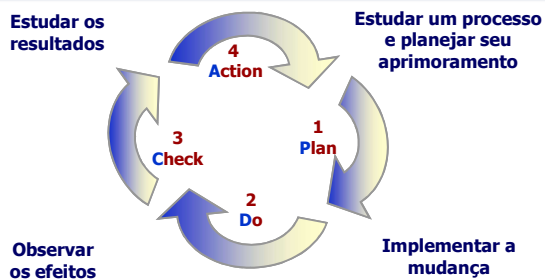 Estudar os
resultados
Estudar um processo
e planejar seu
aprimoramento
4
Action
1
Plan
3
Check
2
Do
Observar
os efeitos
Implementar a
mudança